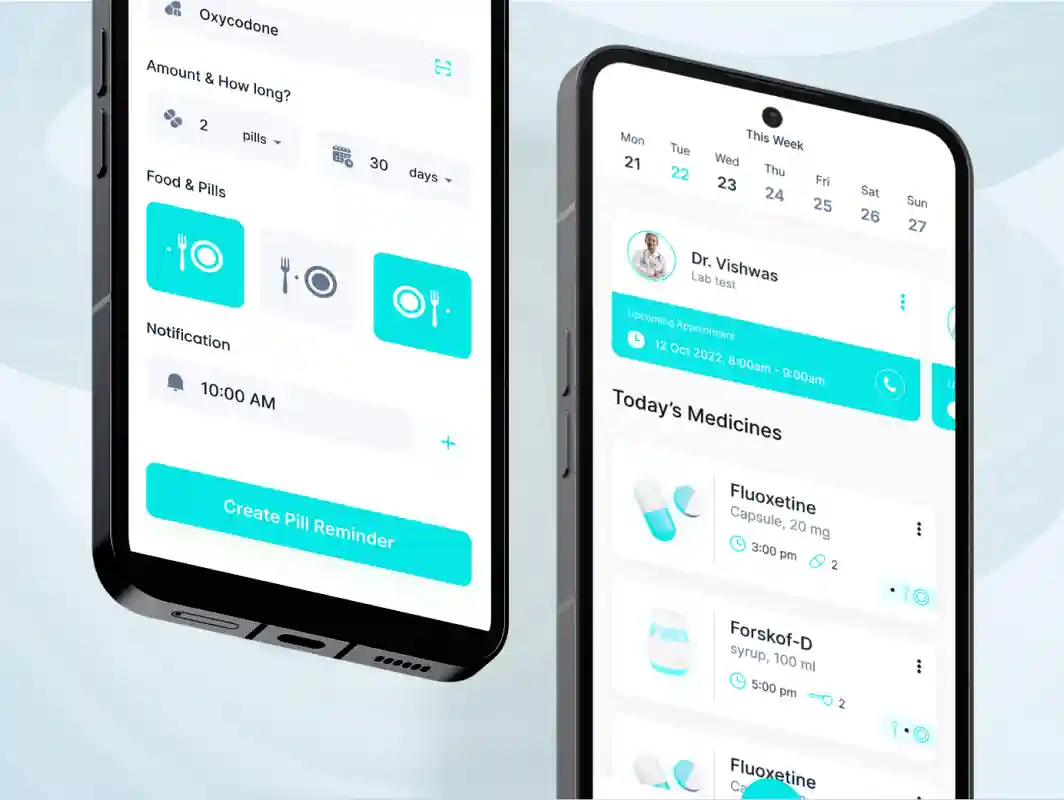 Oxycodone
Amount & How long?
2 pills
30 days
Food & Pills
Notification
10:00 AM
Create Pill Reminder
This Week
Mon Tue Wed Thu Fri Sat Sun
21 22 23 24 25 26 27
Dr. Vishwas
Lab test
Upcoming Appointment
12 Oct 2022, 8:00am - 9:00am
Today's Medicines
Fluoxetine
Capsule, 20 mg
3:00 pm 2
Forskof-D
syrup, 100 ml
5:00 pm 2
Fluoxetine